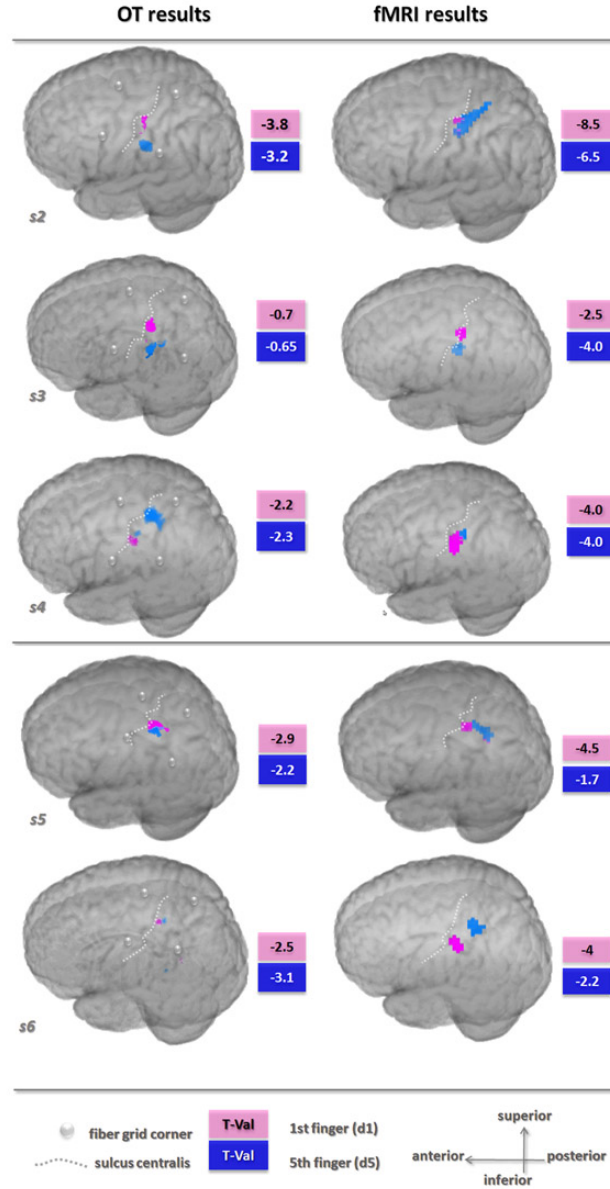 OT results fMRI results
-3.8 -8.5
-3.2 -6.5
s2
-0.7 -2.5
-0.65 -4.0
s3
-2.2 -4.0
-2.3 -4.0
s4
-2.9 -4.5
-2.2 -1.7
s5
-2.5 -4
-3.1 -2.2
s6
superior
fiber grid corner T-Val 1st finger (d1)
anterior posterior
sulcus centralis T-Val 5th finger (d5)
inferior